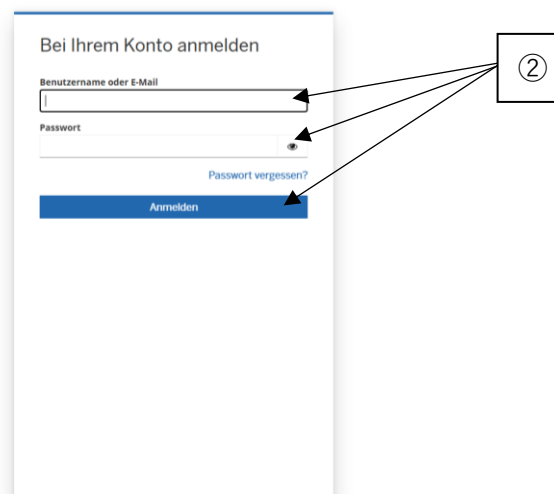 Bei Ihrem Konto anmelden
②
Benutzername oder E-Mail
Passwort
Passwort vergessen?
Anmelden